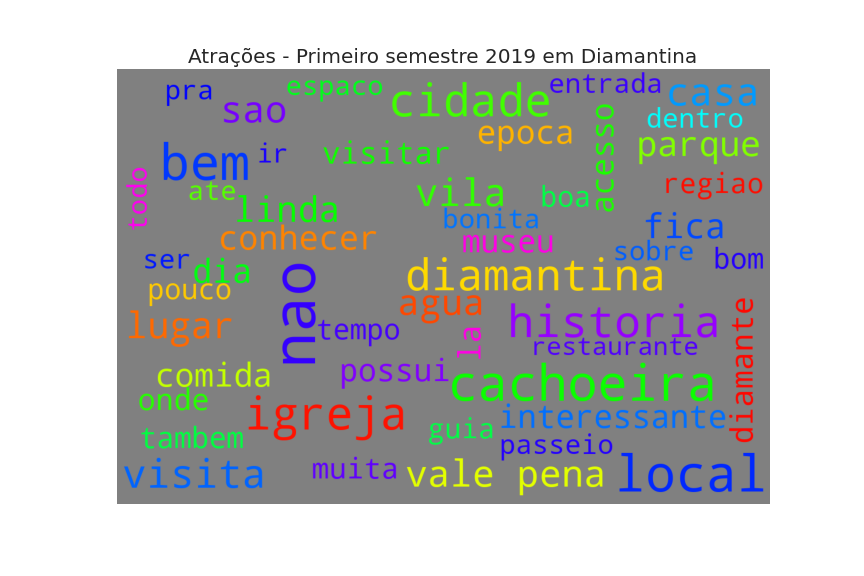 Atrações - Primeiro semestre 2019 em Diamantina
pra
espaco
entrada
sao
cidade
casa
epoca
acesso
dentro
bem
ir
visitar
parque
todo
ate
linda
vila
boa
regiao
bonita
conhecer
museu
fica
ser
dia
sobre
bom
pouco
nao
diamantina
agua
lugar
tempo
la
historia
restaurante
diamante
comida
possui
cachoeira
onde
igreja
guia
interessante
tambem
passeio
visita
muita
vale pena
local